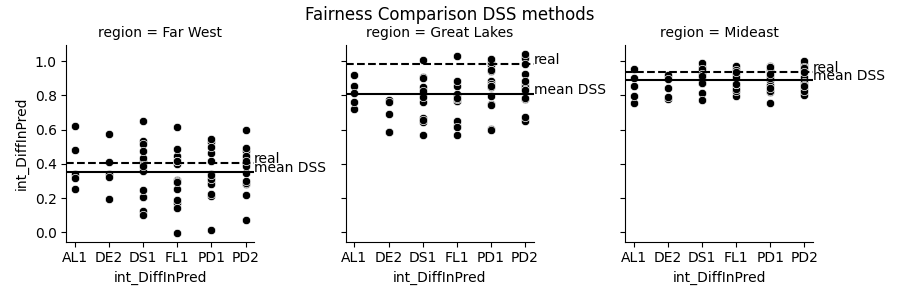 Fairness Comparison DSS methods
region = Far West
region = Great Lakes
region = Mideast
int_DiffInPred
1.0
0.8
0.6
0.4
0.2
0.0
real
mean DSS
real
mean DSS
real
mean DSS
AL1 DE2 DS1 FL1 PD1 PD2
AL1 DE2 DS1 FL1 PD1 PD2
AL1 DE2 DS1 FL1 PD1 PD2
int_DiffInPred
int_DiffInPred
int_DiffInPred